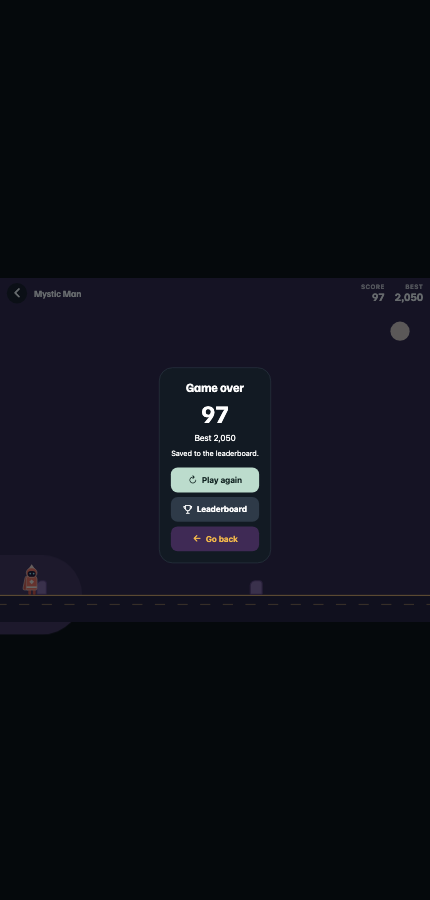 Mystic Man
SCORE
97
BEST
2,050
Game over
97
Best 2,050
Saved to the leaderboard.
Play again
Leaderboard
Go back